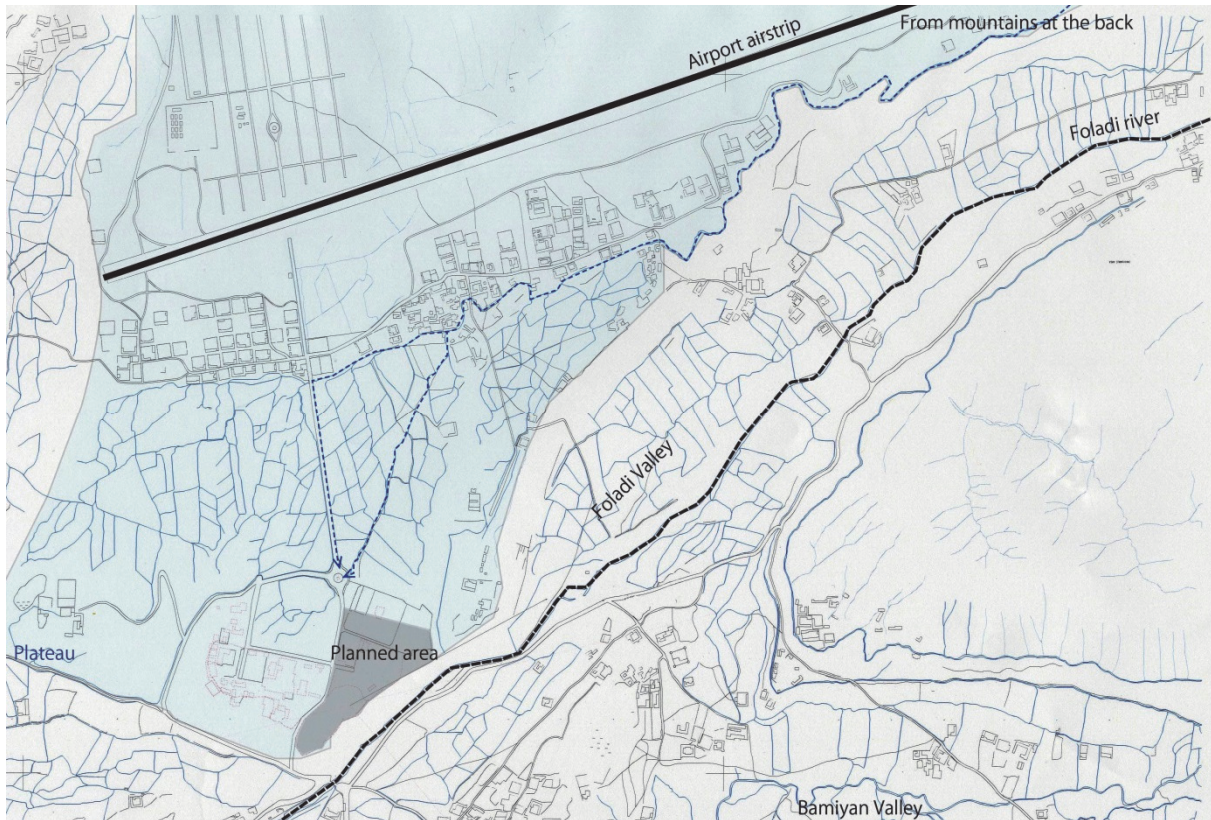 From mountains at the back
Airport airstrip
Foladi river
Foladi Valley
Plateau
Planned area
Bamiyan Valley